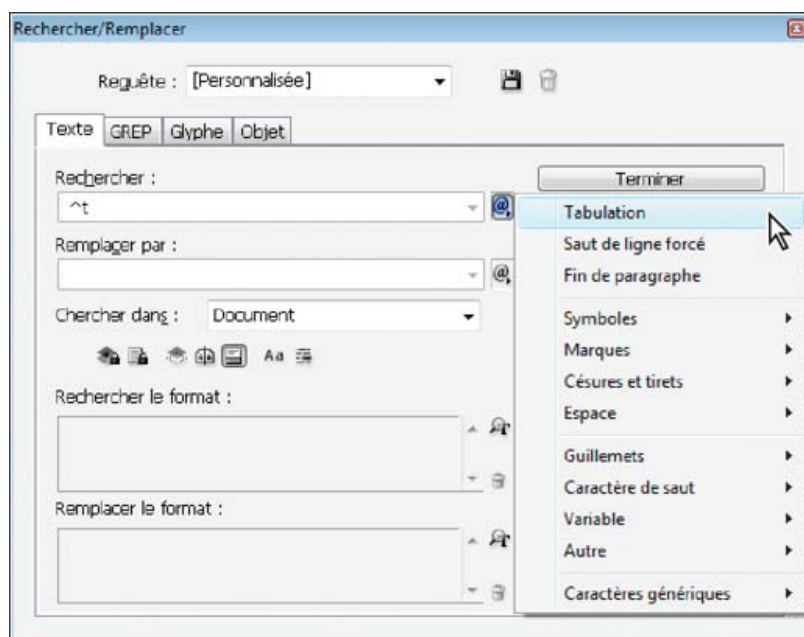 Rechercher/Remplacer
Requête : [Personnalisée]
Texte GREP Glyphe Objet
Rechercher :
^t
Terminer
Remplacer par :
Chercher dans : Document
Aa
Rechercher le format :
Remplacer le format :
Tabulation
Saut de ligne forcé
Fin de paragraphe
Symboles
Marques
Césures et tirets
Espace
Guillemets
Caractère de saut
Variable
Autre
Caractères génériques